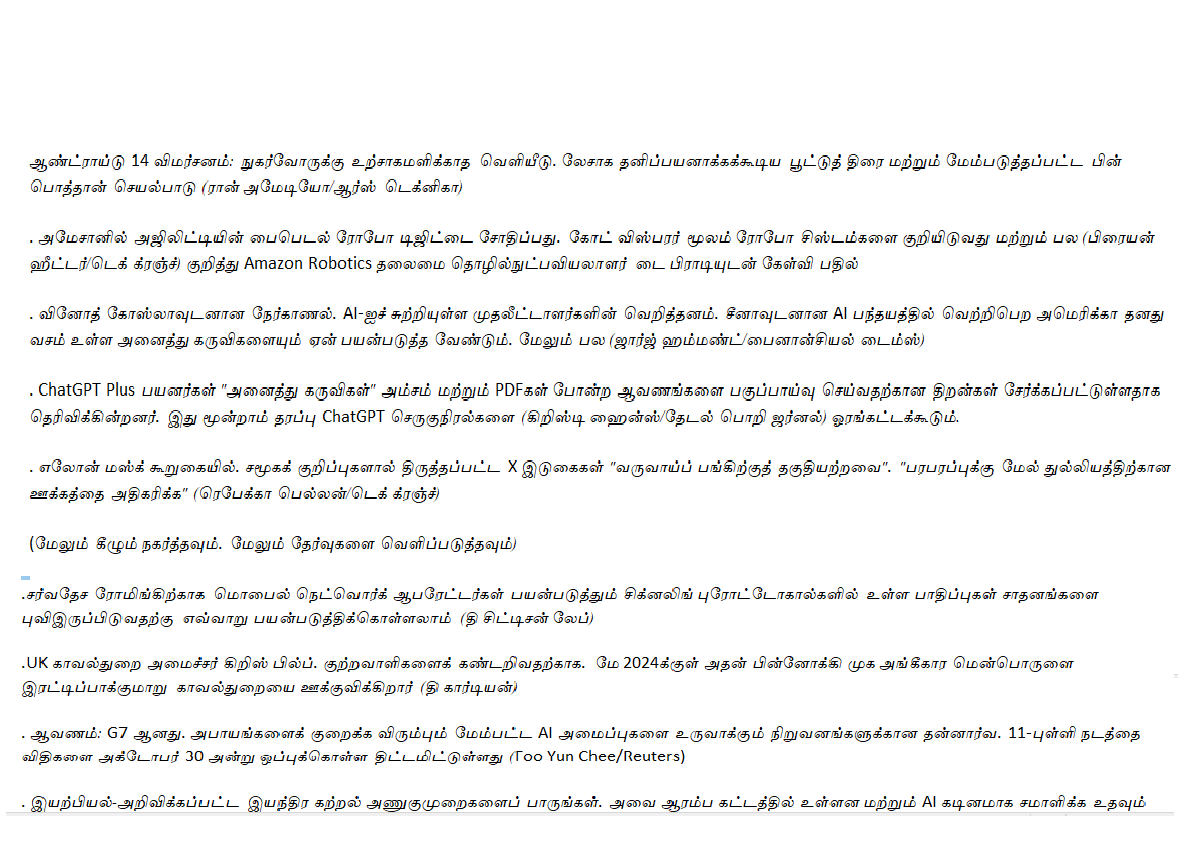 ஆண்ட்ராய்டு 14 விமர்சனம்: நுகர்வோருக்கு உற்சாகமளிக்காத வெளியீடு. லேசாக தனிப்பயனாக்கக்கூடிய பூட்டுத் திரை மற்றும் மேம்படுத்தப்பட்ட பின்
பொத்தான் செயல்பாடு (ரான் அமேடியோ/ஆர்ஸ் டெக்னிகா)
. அமேசானில் அஜிலிட்டியின் பைபெடல் ரோபோ டிஜிட்டை சோதிப்பது. கோட் விஸ்பரர் மூலம் ரோபோ சிஸ்டம்களை குறியிடுவது மற்றும் பல (பிரையன்
ஹீட்டர்/டெக் க்ரஞ்ச்) குறித்து Amazon Robotics தலைமை தொழில்நுட்பவியலாளர் டை பிராடியுடன் கேள்வி பதில்
. வினோத் கோஸ்லாவுடனான நேர்காணல். AI-ஐச் சுற்றியுள்ள முதலீட்டாளர்களின் வெறித்தனம். சீனாவுடனான AI பந்தயத்தில் வெற்றிபெற அமெரிக்கா தனது
வசம் உள்ள அனைத்து கருவிகளையும் ஏன் பயன்படுத்த வேண்டும். மேலும் பல (ஜார்ஜ் ஹம்மண்ட்/பைனான்சியல் டைம்ஸ்)
. ChatGPT Plus பயனர்கள் "அனைத்து கருவிகள்" அம்சம் மற்றும் PDFகள் போன்ற ஆவணங்களை பகுப்பாய்வு செய்வதற்கான திறன்கள் சேர்க்கப்பட்டுள்ளதாக
தெரிவிக்கின்றனர். இது மூன்றாம் தரப்பு ChatGPT செருகுநிரல்களை (கிறிஸ்டி ஹைன்ஸ்/தேடல் பொறி ஜர்னல்) ஓரங்கட்டக்கூடும்.
. எலோன் மஸ்க் கூறுகையில். சமூகக் குறிப்புகளால் திருத்தப்பட்ட X இடுகைகள் "வருவாய்ப் பங்கிற்குத் தகுதியற்றவை". "பரபரப்புக்கு மேல் துல்லியத்திற்கான
ஊக்கத்தை அதிகரிக்க" (ரெபேக்கா பெல்லன்/டெக் க்ரஞ்ச்)
(மேலும் கீழும் நகர்த்தவும். மேலும் தேர்வுகளை வெளிப்படுத்தவும்)
.சர்வதேச ரோமிங்கிற்காக மொபைல் நெட்வொர்க் ஆபரேட்டர்கள் பயன்படுத்தும் சிக்னலிங் புரோட்டோகால்களில் உள்ள பாதிப்புகள் சாதனங்களை
புவிஇருப்பிடுவதற்கு எவ்வாறு பயன்படுத்திக்கொள்ளலாம் (தி சிட்டிசன் லேப்)
.UK காவல்துறை அமைச்சர் கிறிஸ் பில்ப். குற்றவாளிகளைக் கண்டறிவதற்காக. மே 2024க்குள் அதன் பின்னோக்கி முக அங்கீகார மென்பொருளை
இரட்டிப்பாக்குமாறு காவல்துறையை ஊக்குவிக்கிறார் (தி கார்டியன்)
. ஆவணம்: G7 ஆனது. அபாயங்களைக் குறைக்க விரும்பும் மேம்பட்ட AI அமைப்புகளை உருவாக்கும் நிறுவனங்களுக்கான தன்னார்வ. 11-புள்ளி நடத்தை
விதிகளை அக்டோபர் 30 அன்று ஒப்புக்கொள்ள திட்டமிட்டுள்ளது (Foo Yun Chee/Reuters)
. இயற்பியல்-அறிவிக்கப்பட்ட இயந்திர கற்றல் அணுகுமுறைகளைப் பாருங்கள். அவை ஆரம்ப கட்டத்தில் உள்ளன மற்றும் AI கடினமாக சமாளிக்க உதவும்